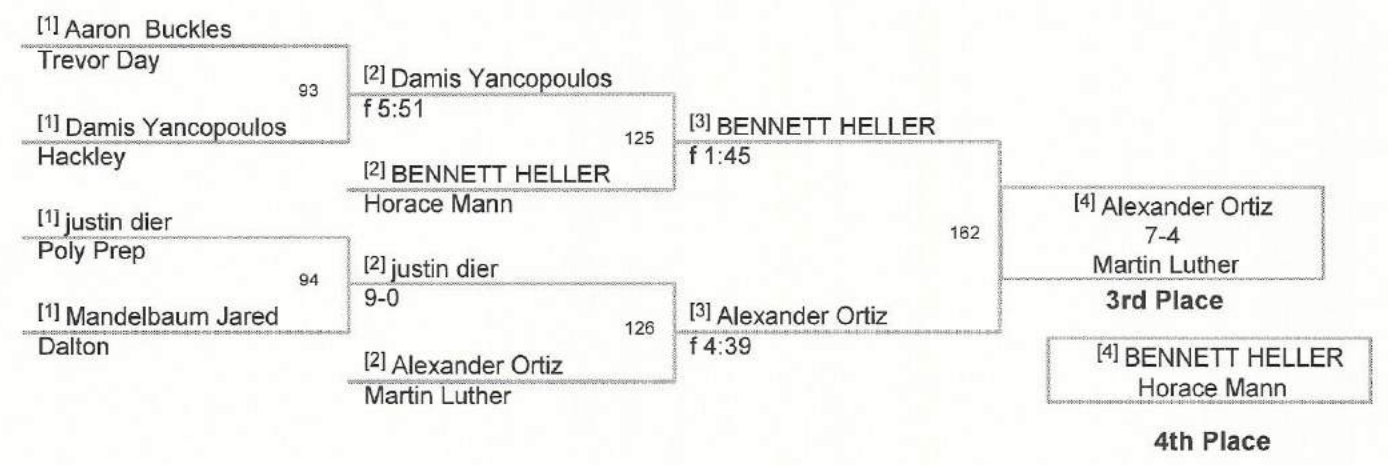 [1] Aaron Buckles
Trevor Day
93
[2] Damis Yancopoulos
f 5:51
[1] Damis Yancopoulos
Hackley
125
[3] BENNETT HELLER
f 1:45
[2] BENNETT HELLER
Horace Mann
[1] justin dier
Poly Prep
94
[2] justin dier
9-0
[1] Mandelbaum Jared
Dalton
126
[3] Alexander Ortiz
f 4:39
[2] Alexander Ortiz
Martin Luther
162
[4] Alexander Ortiz
7-4
Martin Luther
3rd Place
[4] BENNETT HELLER
Horace Mann
4th Place